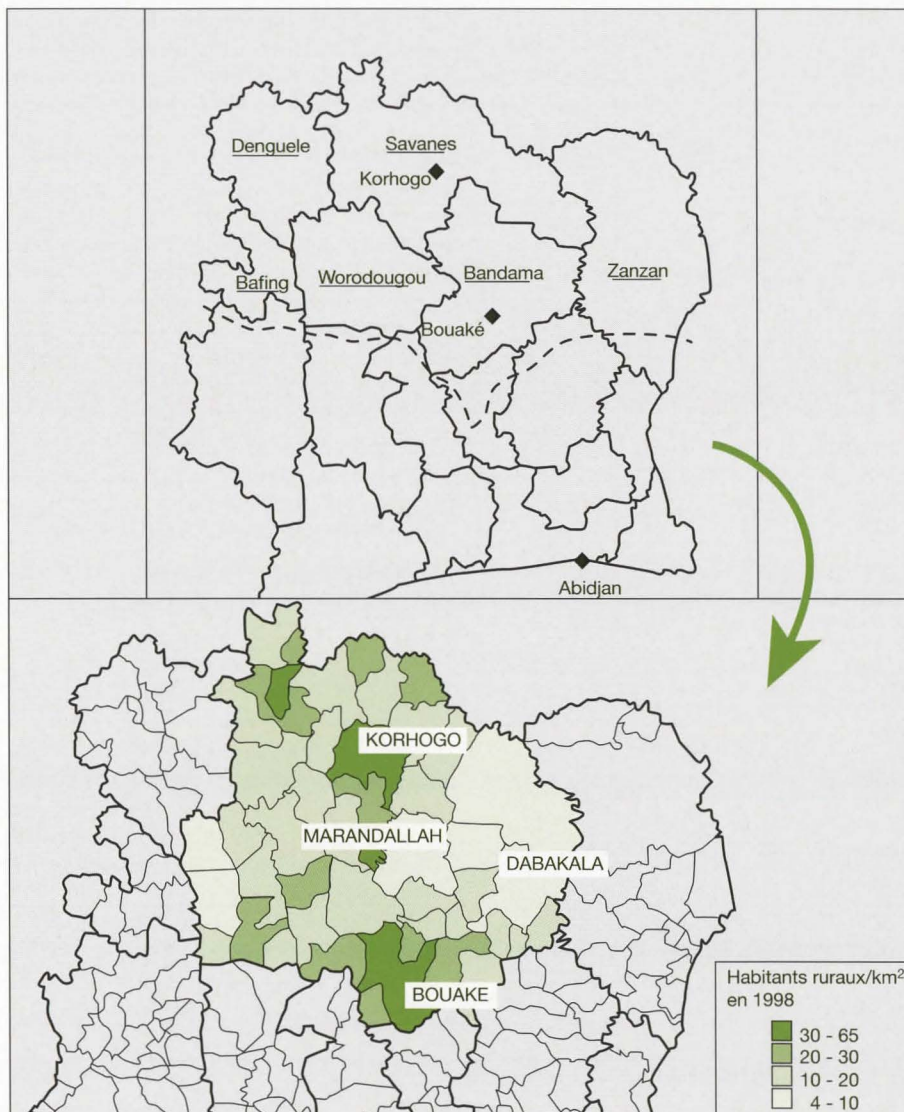 Denguele
Savanes
Korhogo
Bafing
Worodougou
Bandama
Zanzan
Bouaké
Abidjan
KORHOGO
MARANDALLAH
DABAKALA
BOUAKE
Habitants ruraux/km²
en 1998
30 - 65
20 - 30
10 - 20
4 - 10